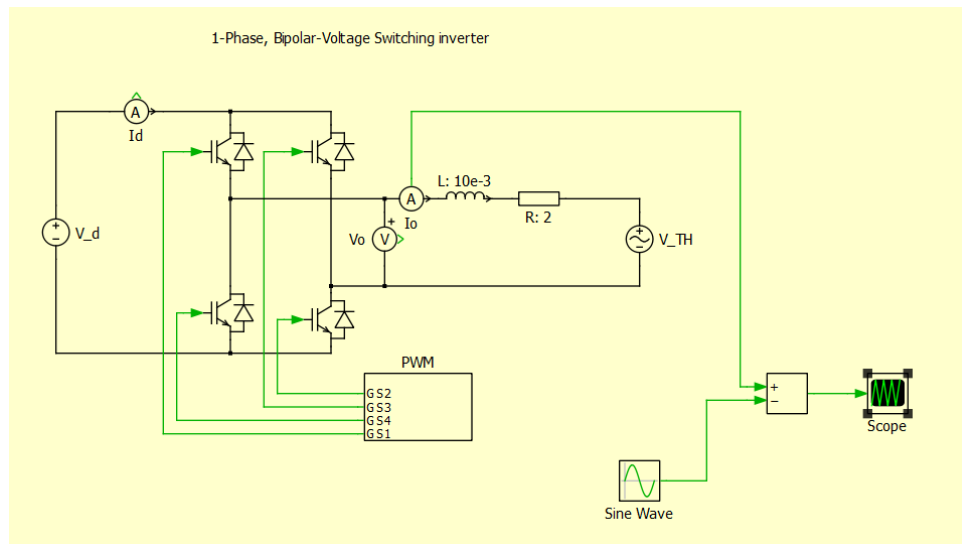 1-Phase, Bipolar-Voltage Switching inverter
A
Id
V_d
L: 10e-3
A
Io
R: 2
Vo
V
V_TH
PWM
GS2
GS3
GS4
GS1
Scope
Sine Wave